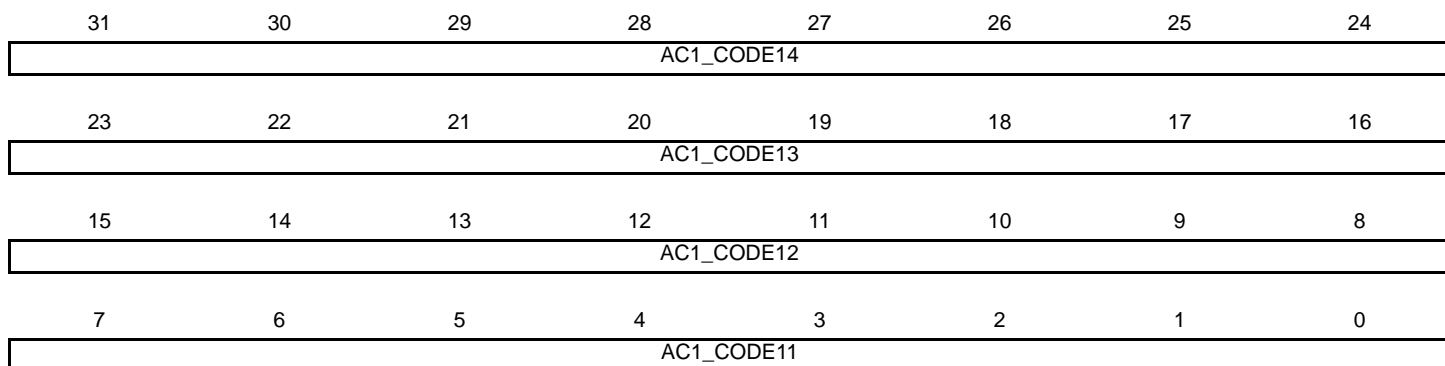 31 30 29 28 27 26 25 24
AC1_CODE14
23 22 21 20 19 18 17 16
AC1_CODE13
15 14 13 12 11 10 9 8
AC1_CODE12
7 6 5 4 3 2 1 0
AC1_CODE11